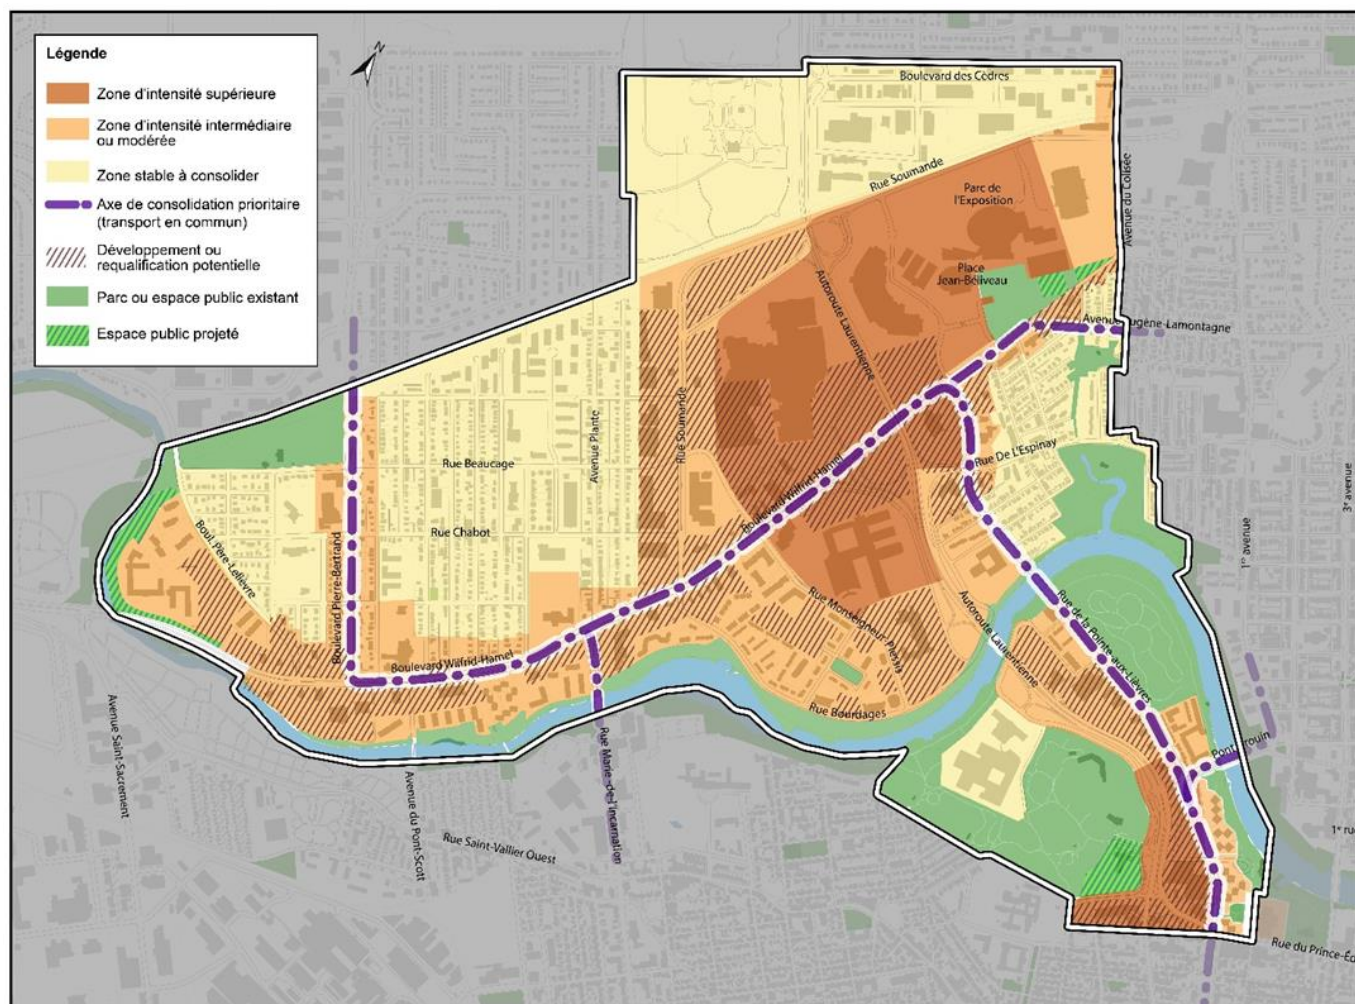 Légende
Zone d'intensité supérieure
Zone d'intensité intermédiaire
ou modérée
Zone stable à consolider
Axe de consolidation prioritaire
(transport en commun)
Développement ou
requalification potentielle
Parc ou espace public existant
Espace public projeté
N
Boulevard des Cèdres
Rue Soumande
Parc de
l'Exposition
Avenue du Colisée
Place
Jean-Béliveau
Autoroute Laurentienne
Avenue Eugène-Lamontagne
Avenue Plante
Rue Soumande
Rue Beaucage
Rue De L'Espinay
Boulevard Wilfrid-Hamel
3e avenue
Rue Chabot
1re avenue
Boul. Père-Lelièvre
Boulevard Pierre-Bertrand
Rue Monseigneur-Plessis
Autoroute Laurentienne
Rue de la Pointe-aux-Lièvres
Boulevard Wilfrid-Hamel
Rue Bourdages
Avenue Saint-Sacrement
Rue Marie-de-l'Incarnation
Pont Drouin
Avenue du Pont-Scott
Rue Saint-Vallier Ouest
Rue du Prince-Éd